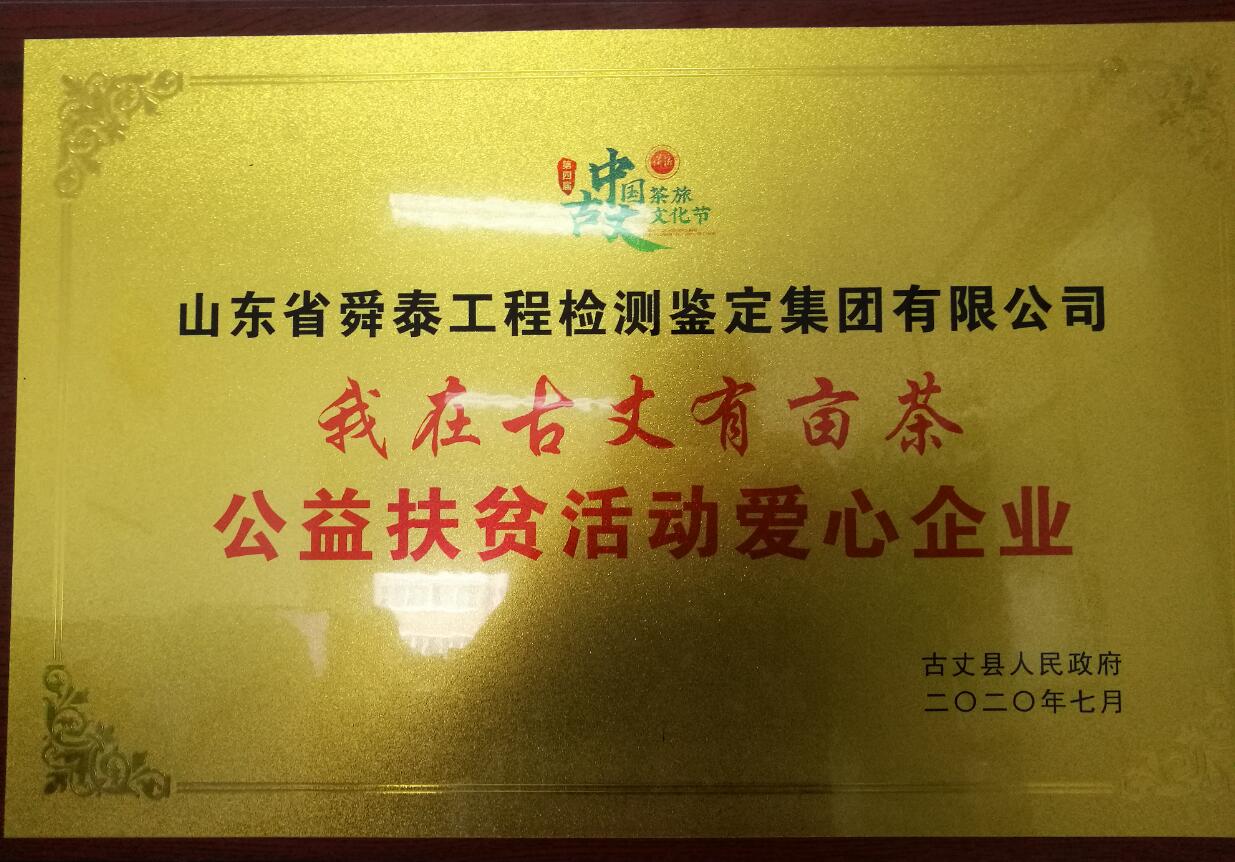 第四届
中国
古丈
茶旅
文化节
山东省舜泰工程检测鉴定集团有限公司
我在古丈有亩茶
公益扶贫活动爱心企业
古丈县人民政府
二〇二〇年七月